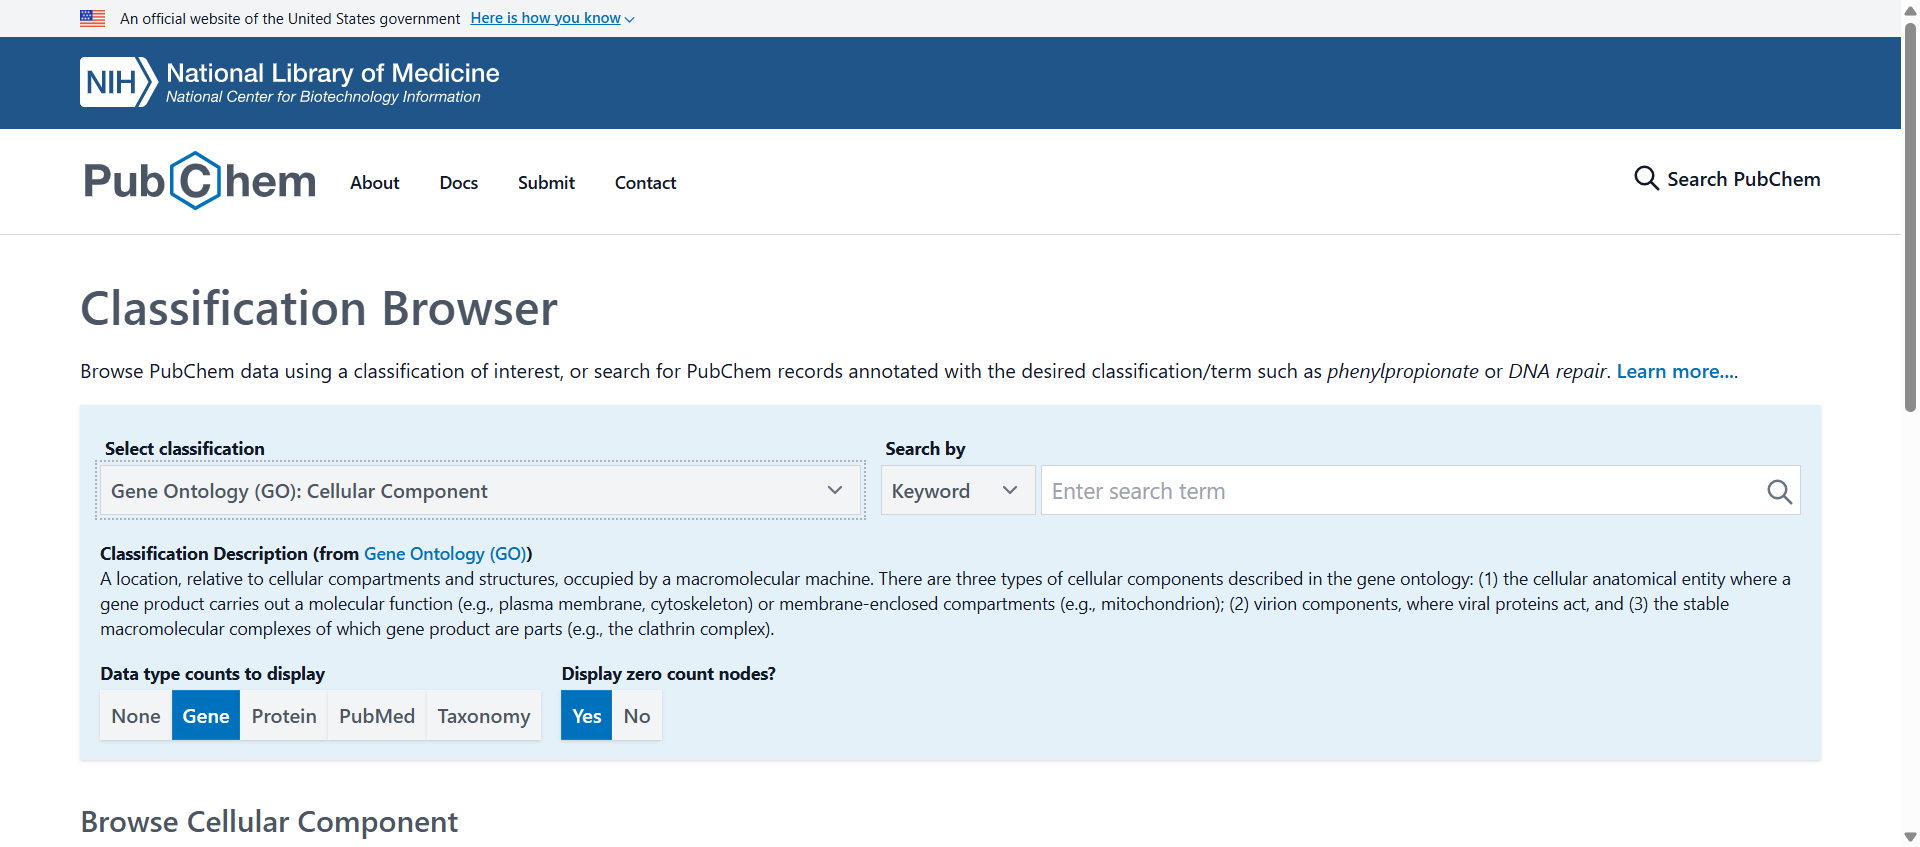 An official website of the United States government Here is how you know
NIH National Library of Medicine
National Center for Biotechnology Information
PubChem About Docs Submit Contact Search PubChem
Classification Browser
Browse PubChem data using a classification of interest, or search for PubChem records annotated with the desired classification/term such as phenylpropionate or DNA repair. Learn more....
Select classification Search by
Gene Ontology (GO): Cellular Component Keyword Enter search term
Classification Description (from Gene Ontology (GO))
A location, relative to cellular compartments and structures, occupied by a macromolecular machine. There are three types of cellular components described in the gene ontology: (1) the cellular anatomical entity where a
gene product carries out a molecular function (e.g., plasma membrane, cytoskeleton) or membrane-enclosed compartments (e.g., mitochondrion); (2) virion components, where viral proteins act, and (3) the stable
macromolecular complexes of which gene product are parts (e.g., the clathrin complex).
Data type counts to display Display zero count nodes?
None Gene Protein PubMed Taxonomy Yes No
Browse Cellular Component